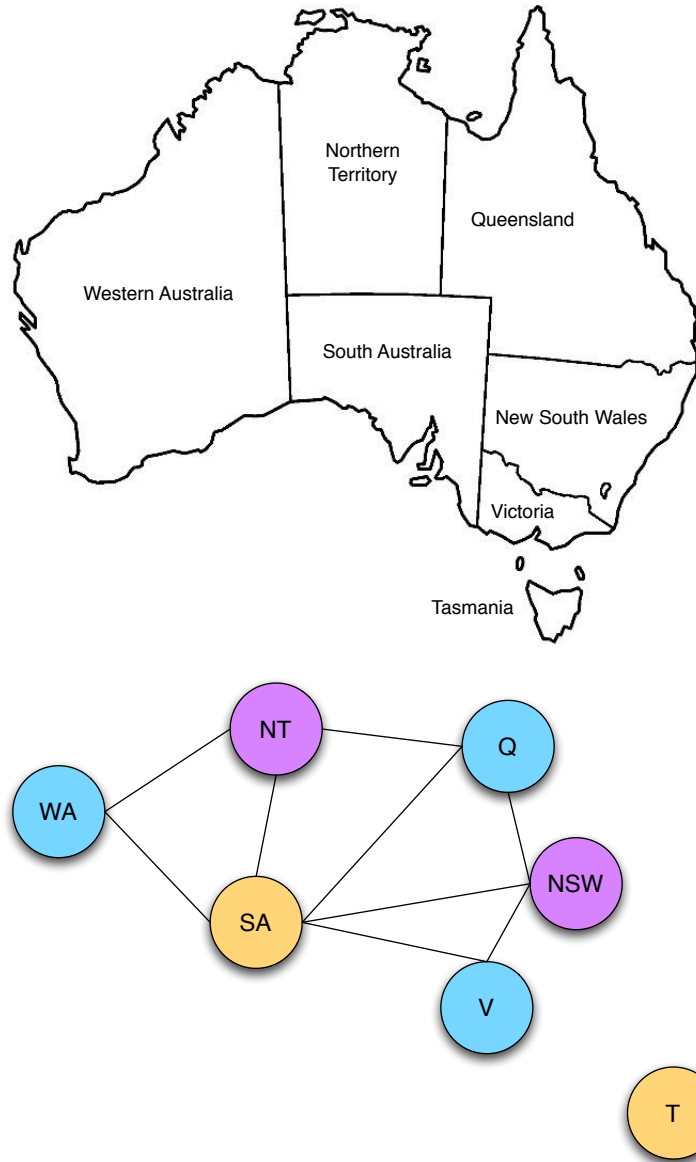 Northern
Territory
Queensland
Western Australia
South Australia
New South Wales
Victoria
Tasmania
NT
Q
WA
NSW
SA
V
T